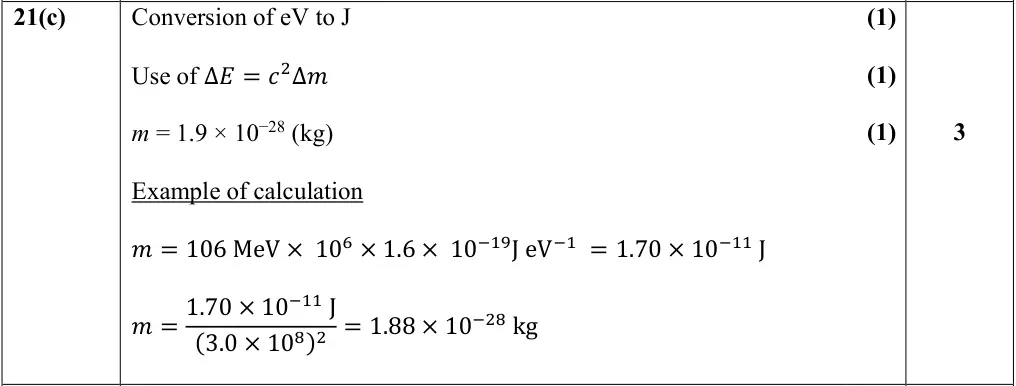 21(c) Conversion of eV to J (1)
Use of ΔE = c²Δm (1)
m = 1.9 × 10⁻²⁸ (kg) (1) 3
Example of calculation
m = 106 MeV × 10⁶ × 1.6 × 10⁻¹⁹J eV⁻¹ = 1.70 × 10⁻¹¹ J
m = 1.70 × 10⁻¹¹ J / (3.0 × 10⁸)² = 1.88 × 10⁻²⁸ kg